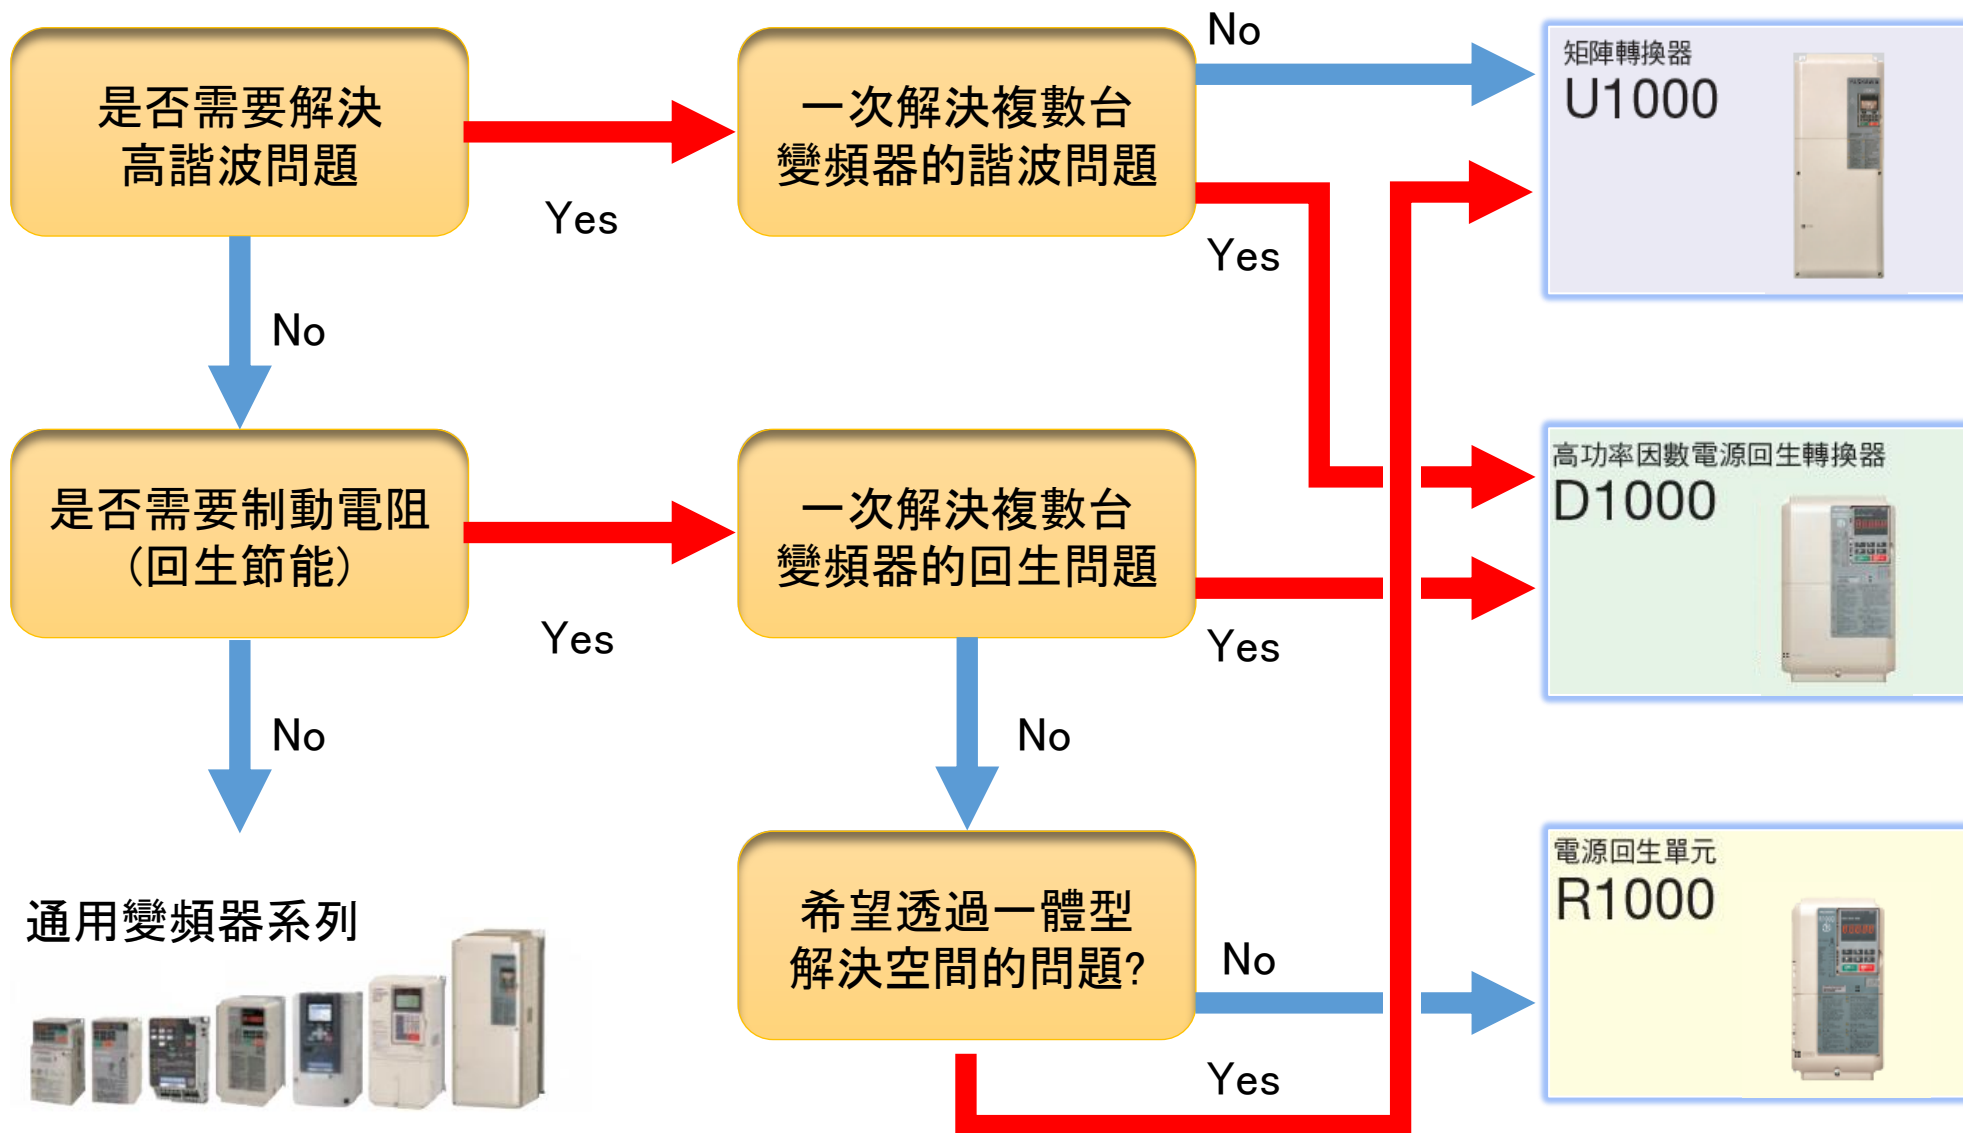 是否需要解決
高諧波問題
Yes
一次解決複數台
變頻器的諧波問題
No
Yes
矩陣轉換器
U1000
No
是否需要制動電阻
(回生節能)
Yes
一次解決複數台
變頻器的回生問題
Yes
高功率因數電源回生轉換器
D1000
No
No
通用變頻器系列
希望透過一體型
解決空間的問題?
No
Yes
電源回生單元
R1000